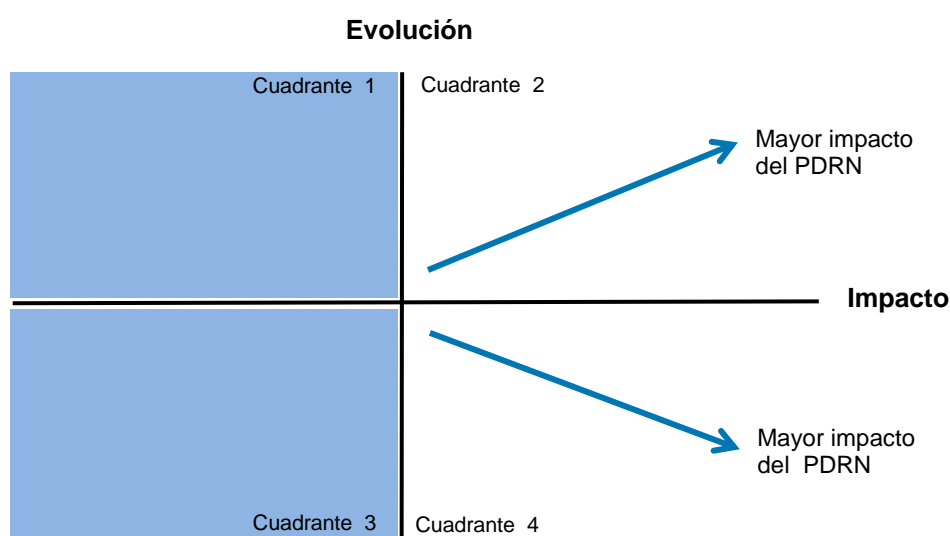 Evolución
Cuadrante 1
Cuadrante 2
Mayor impacto
del PDRN
Impacto
Mayor impacto
del PDRN
Cuadrante 3
Cuadrante 4